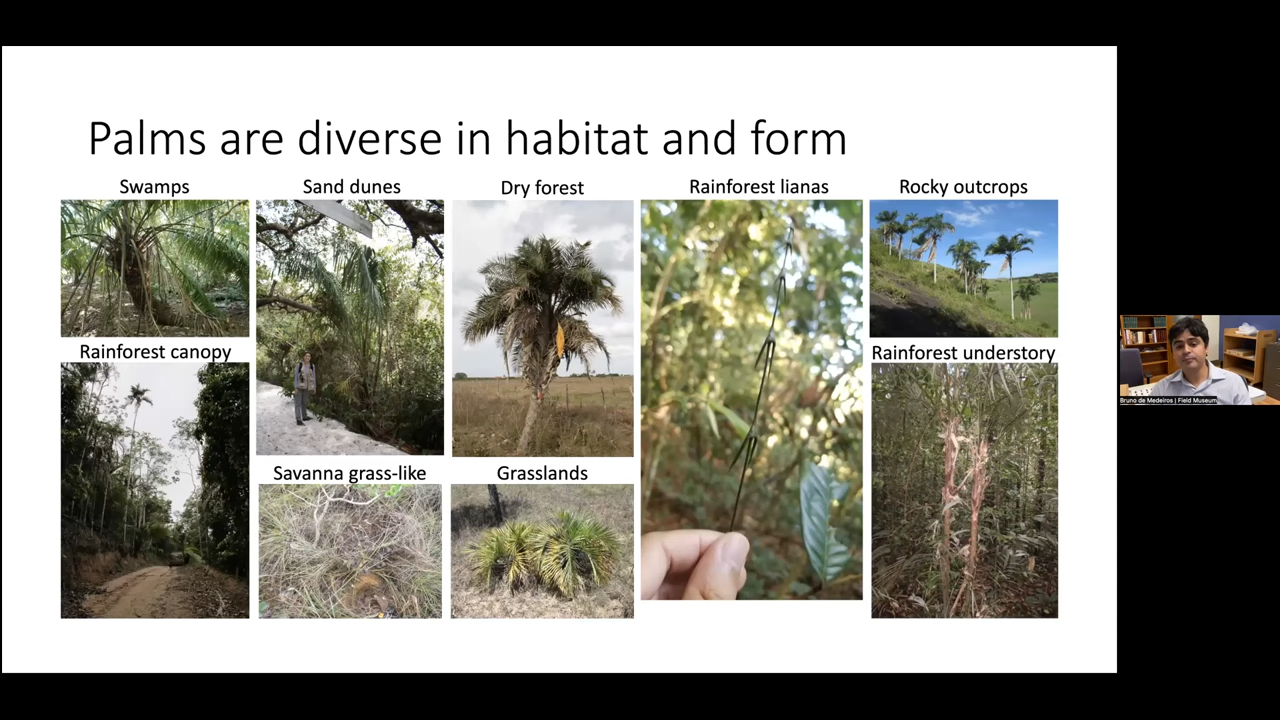 Palms are diverse in habitat and form
Swamps
Sand dunes
Dry forest
Rainforest lianas
Rocky outcrops
Rainforest canopy
Rainforest understory
Savanna grass-like
Grasslands
Bruno de Medeiros | Field Museum